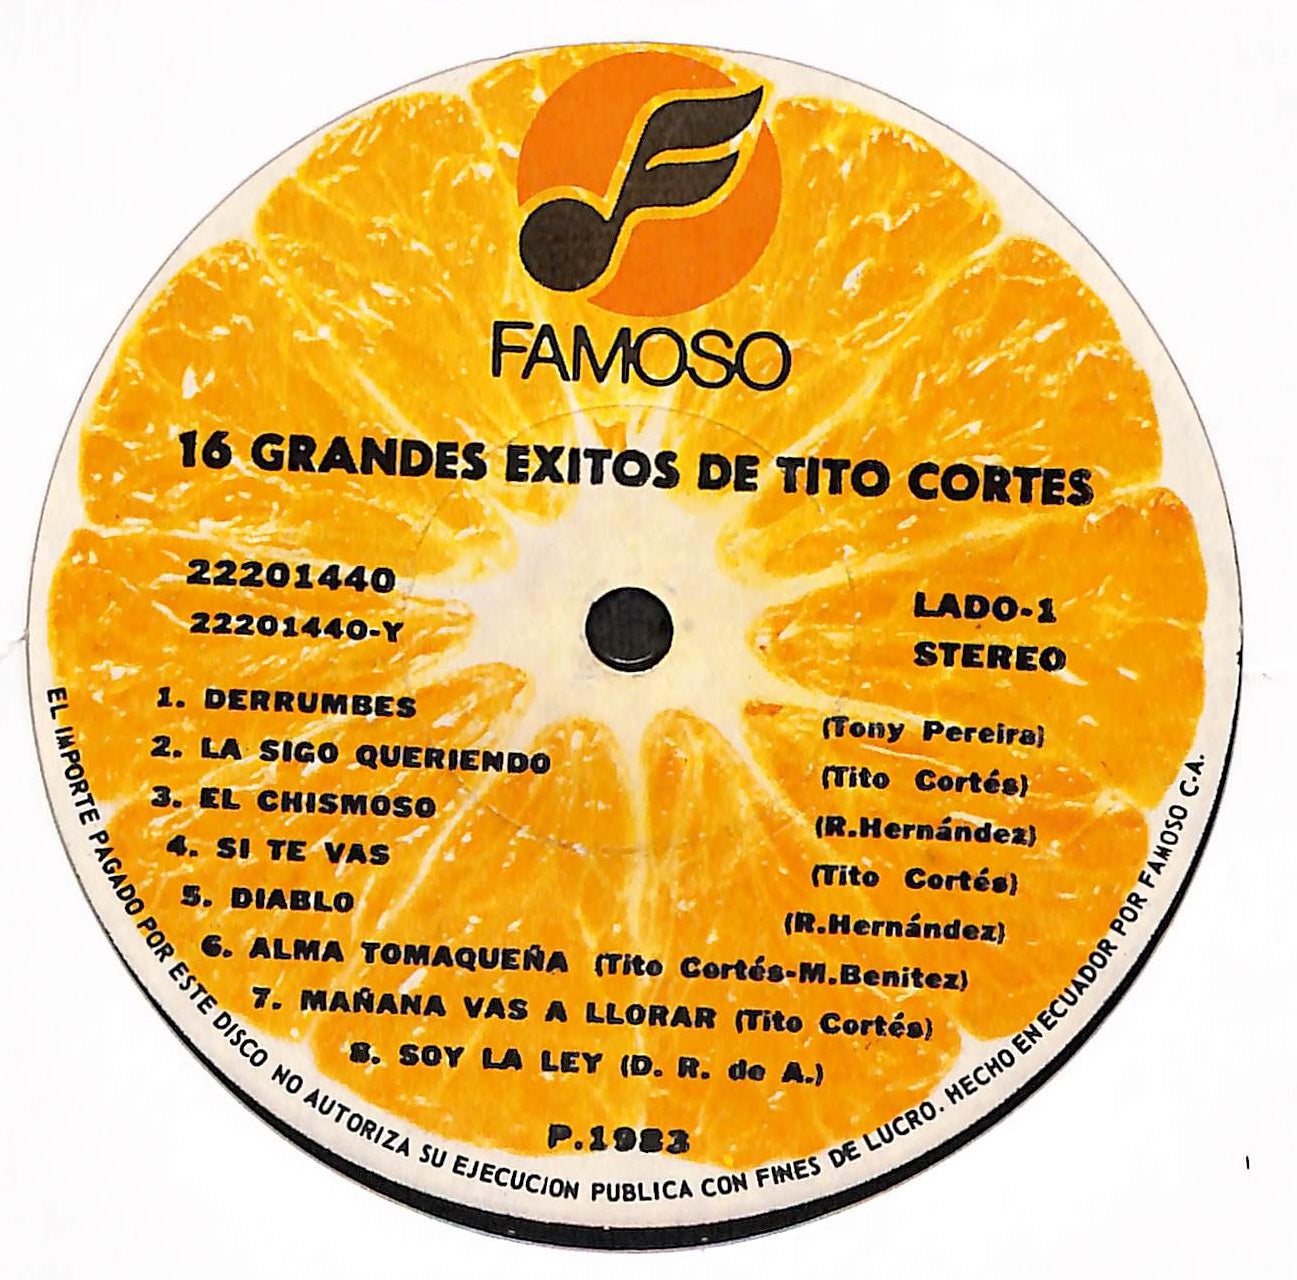 FAMOSO
16 GRANDES EXITOS DE TITO CORTES
22201440
22201440-Y
LADO-1
STEREO
1. DERRUMBES (Tony Pereira)
2. LA SIGO QUERIENDO (Tito Cortés)
3. EL CHISMOSO (R.Hernández)
4. SI TE VAS (Tito Cortés)
5. DIABLO (R.Hernández)
6. ALMA TOMAQUEÑA (Tito Cortés-M.Benitez)
7. MAÑANA VAS A LLORAR (Tito Cortés)
8. SOY LA LEY (D. R. de A.)
P.1983
EL IMPORTE PAGADO POR ESTE DISCO NO AUTORIZA SU EJECUCION PUBLICA CON FINES DE LUCRO. HECHO EN ECUADOR POR FAMOSO C.A.